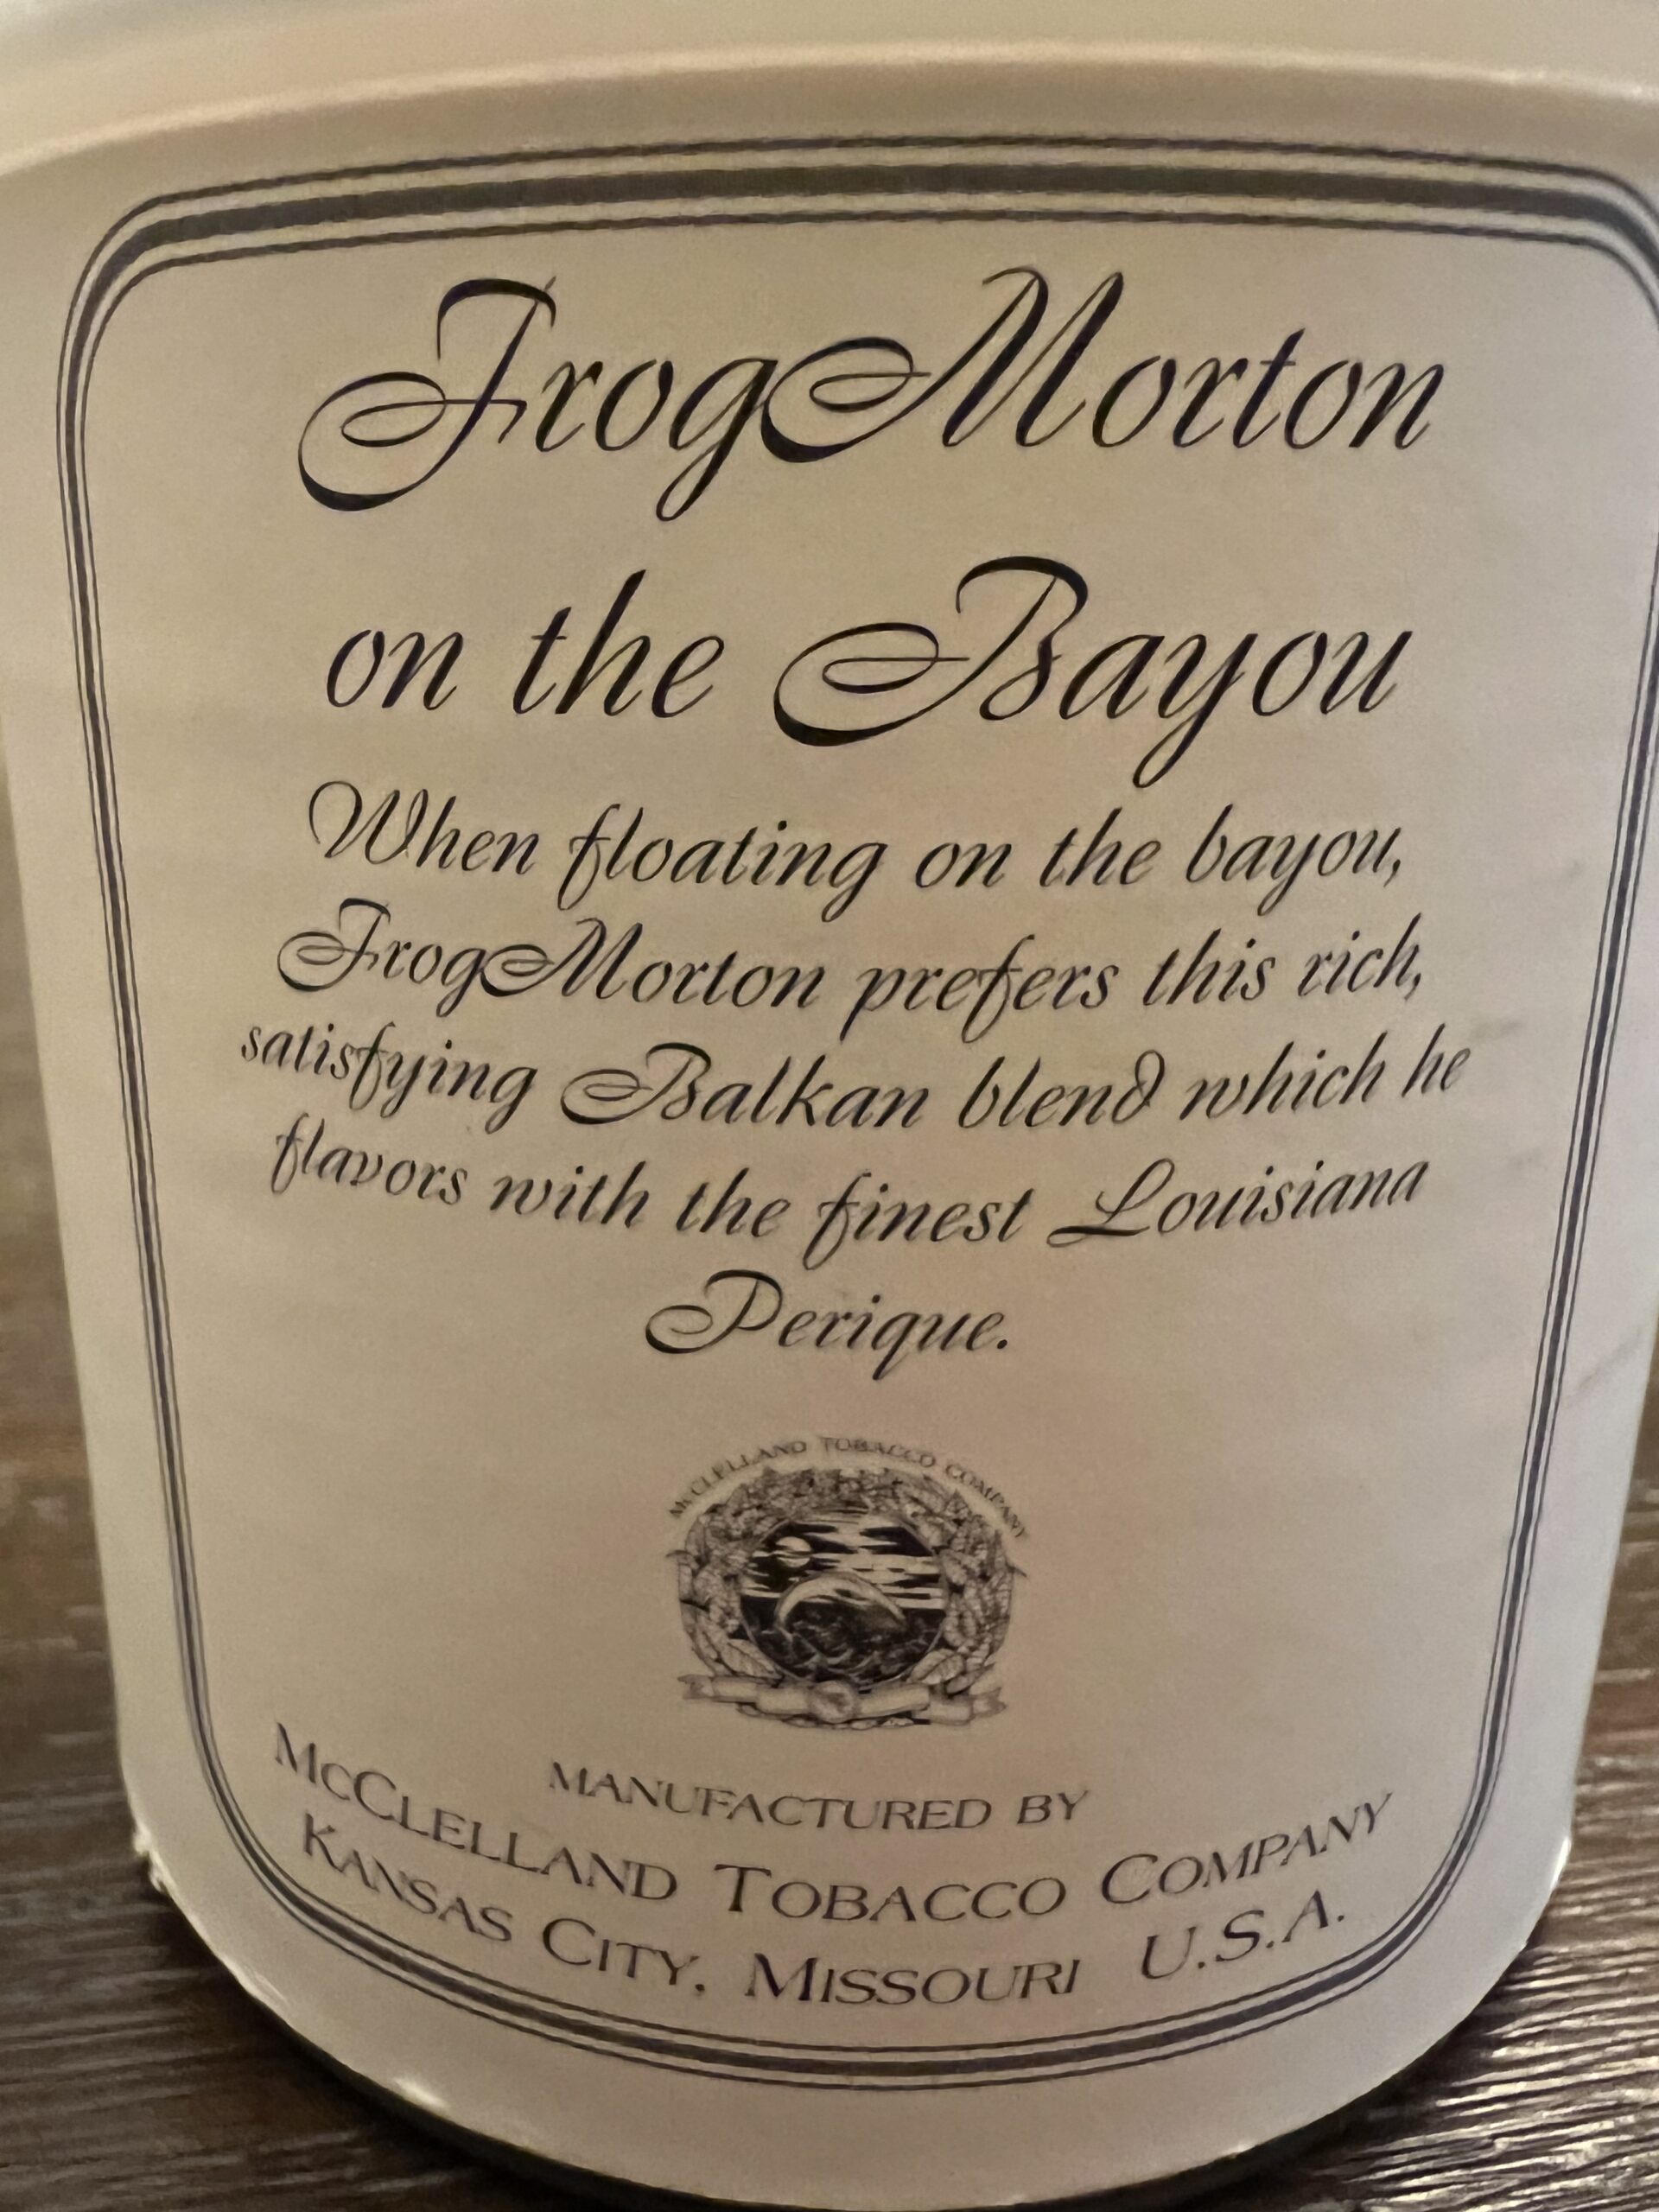 FrogMorton
on the Bayou
When floating on the bayou,
FrogMorton prefers this rich,
satisfying Balkan blend which he
flavors with the finest Louisiana
Perique.
McCLELLAND TOBACCO COMPANY
MANUFACTURED BY
McCLELLAND TOBACCO COMPANY
KANSAS CITY, MISSOURI U.S.A.